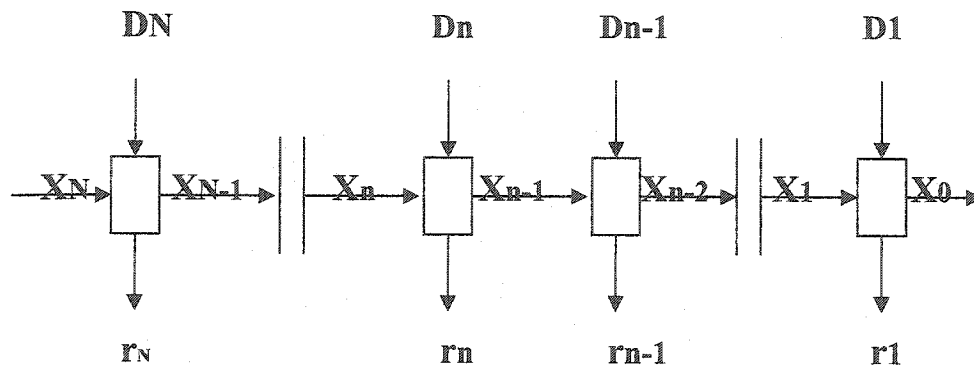 DN Dn Dn-1 D1
XN XN-1 Xn Xn-1 Xn-2 X1 X0
rN rn rn-1 r1